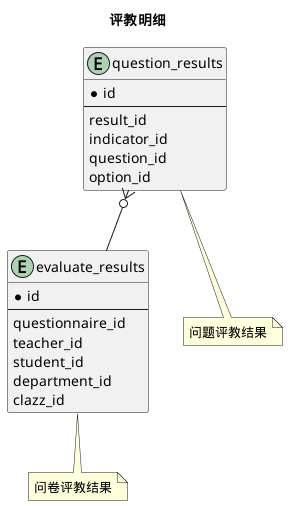 评教明细
E question_results
id
result_id
indicator_id
question_id
option_id
E evaluate_results
id
questionnaire_id
teacher_id
student_id
department_id
clazz_id
问题评教结果
问卷评教结果